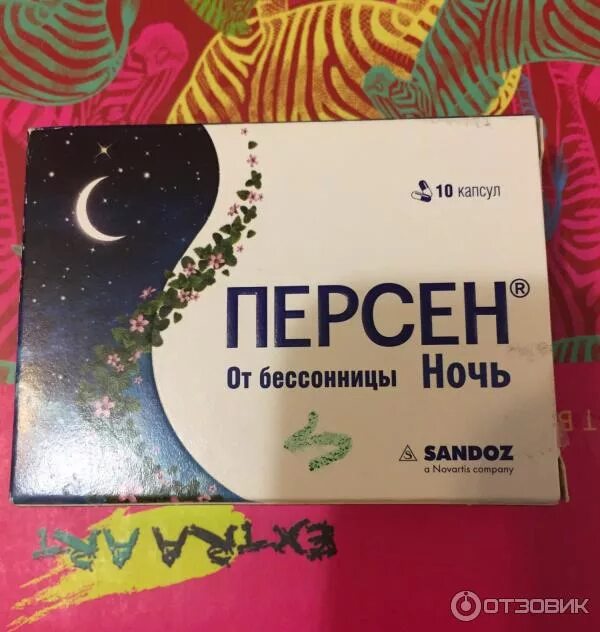 10 капсул
ПЕРСЕН®
От бессонницы Ночь
SANDOZ
a Novartis company
EXTRA ART
ОТЗОВИК